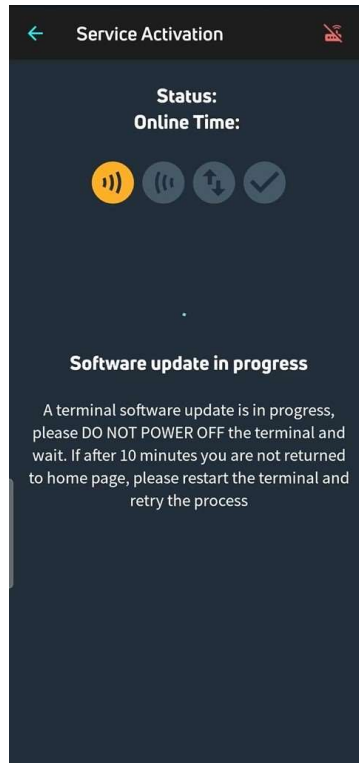 Service Activation
Status:
Online Time:
Software update in progress
A terminal software update is in progress,
please DO NOT POWER OFF the terminal and
wait. If after 10 minutes you are not returned
to home page, please restart the terminal and
retry the process